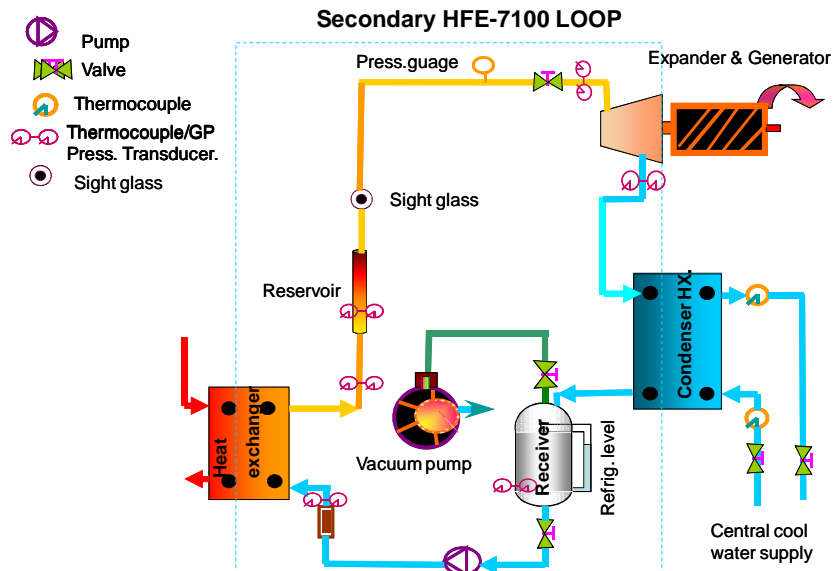 Secondary HFE-7100 LOOP
Pump
Valve
Thermocouple
Thermocouple/GP
Press. Transducer.
Sight glass
Press.guage
Expander & Generator
Sight glass
Reservoir
Heat
exchanger
Vacuum pump
Receiver
Refrig. level
Condenser HX.
Central cool
water supply